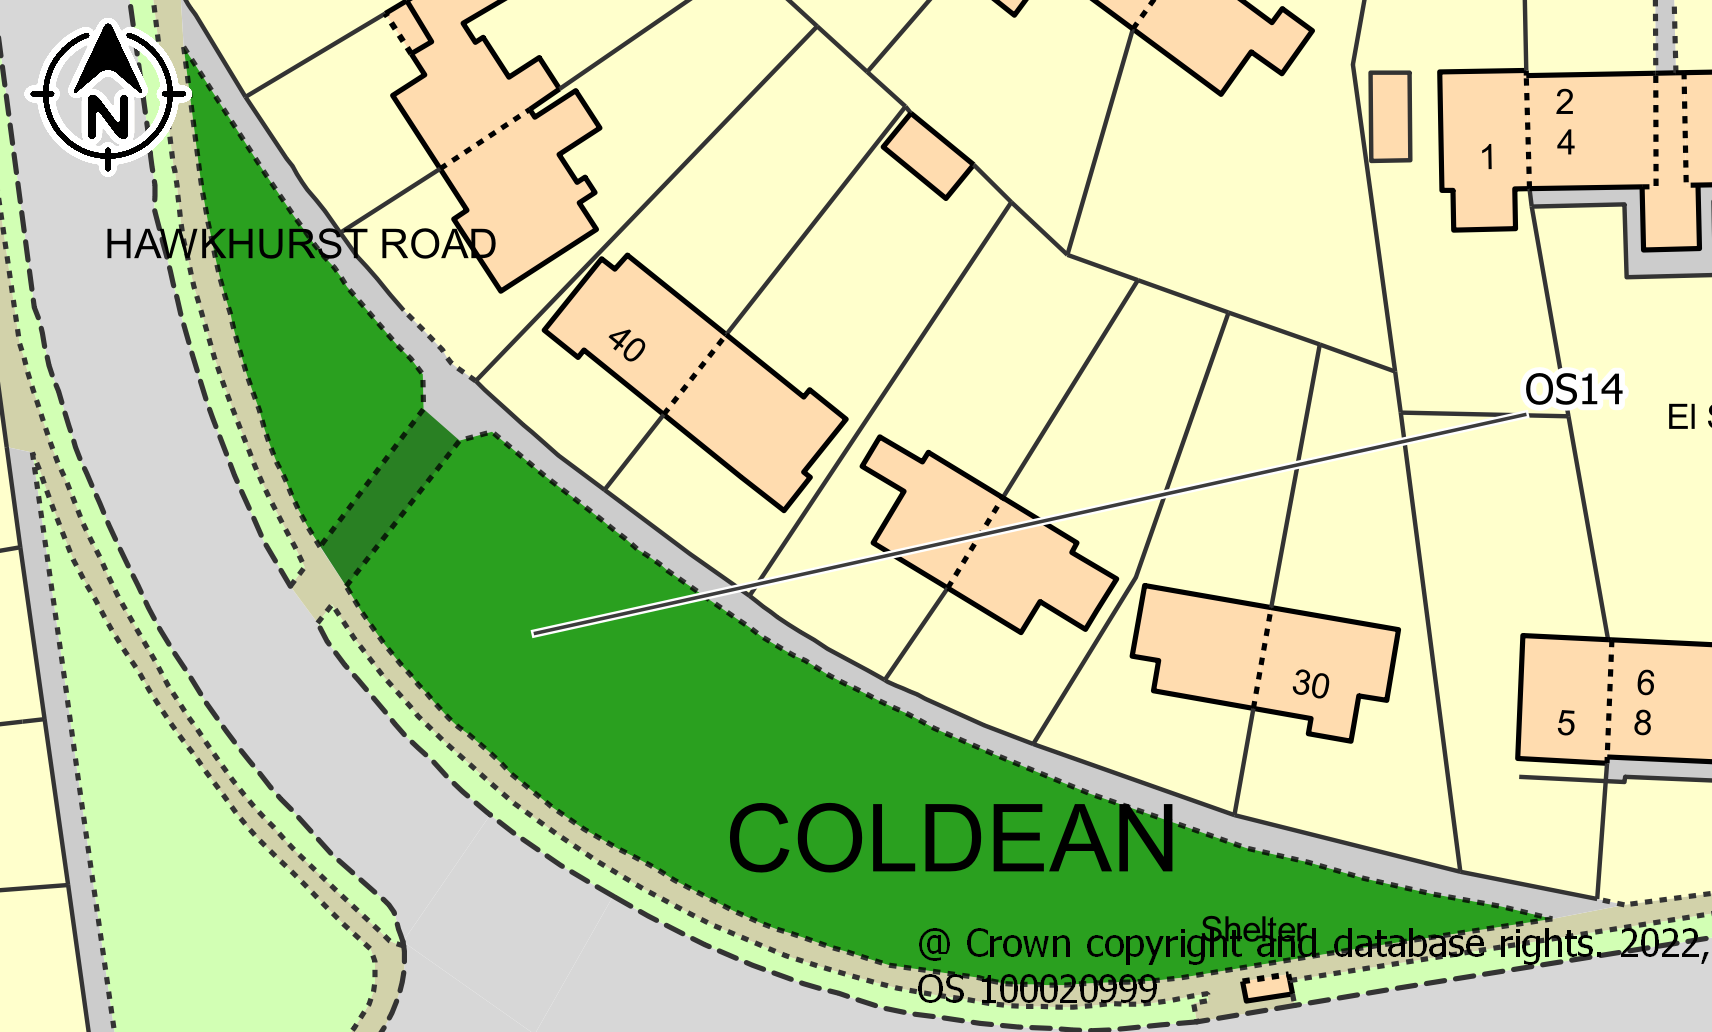 N
2
4
1
HAWKHURST ROAD
40
OS14
El S
30
6
5
8
COLDEAN
Shelter
@ Crown copyright and database rights. 2022,
OS 100020999